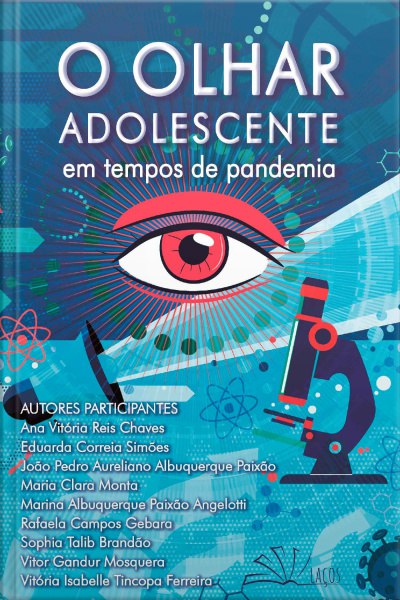 O OLHAR
ADOLESCENTE
em tempos de pandemia
AUTORES PARTICIPANTES
Ana Vitória Reis Chaves
Eduarda Correia Simões
João Pedro Aureliano Albuquerque Paixão
Maria Clara Monta
Marina Albuquerque Paixão Angelotti
Rafaela Campos Gebara
Sophia Talib Brandão
Vitor Gandur Mosquera
Vitória Isabelle Tincopa Ferreira
LAÇOS